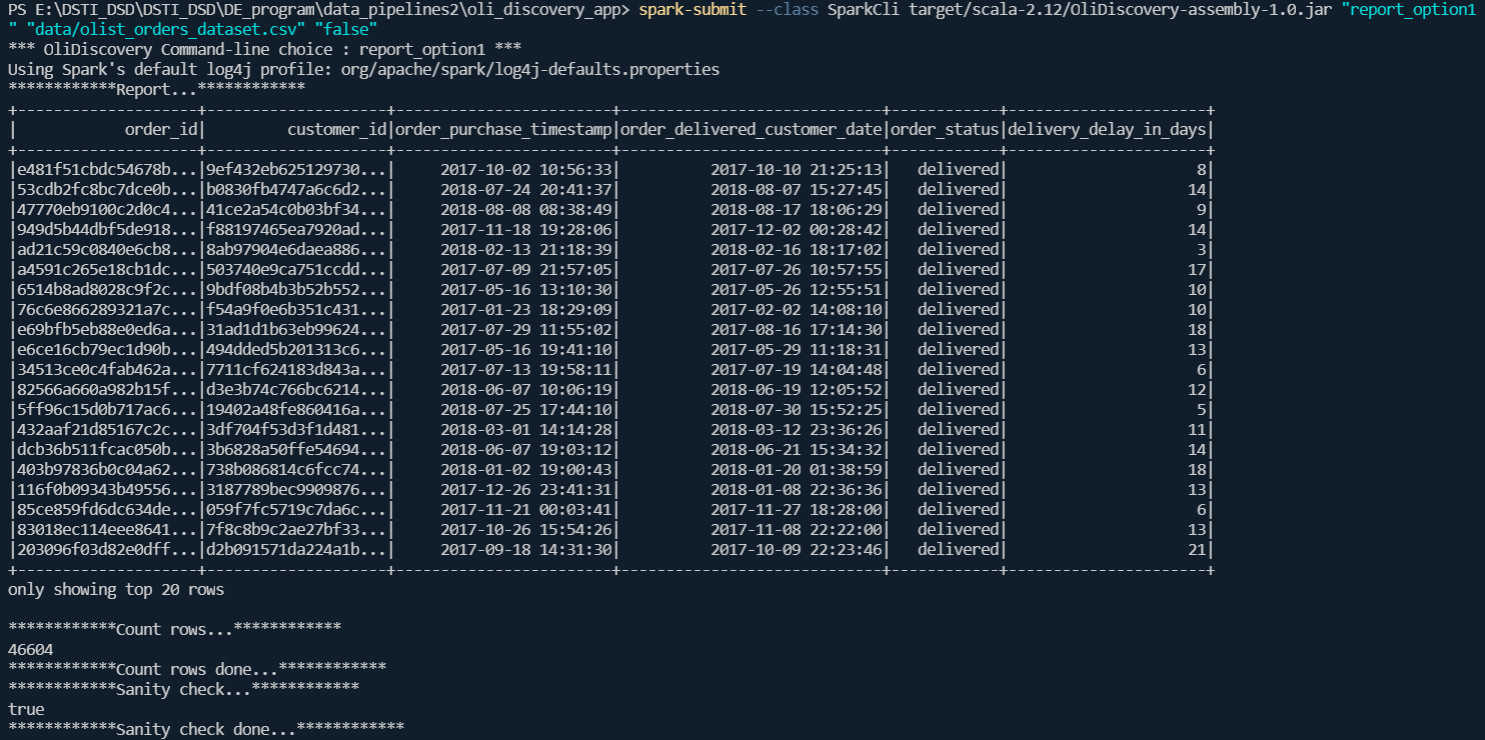 PS E:\DSTI_DSD\DSTI_DSD\DE_program\data_pipelines2\oli_discovery_app> spark-submit --class SparkCli target/scala-2.12/OliDiscovery-assembly-1.0.jar "report_option1
" "data/olist_orders_dataset.csv" "false"
*** OliDiscovery Command-line choice : report_option1 ***
Using Spark's default log4j profile: org/apache/spark/log4j-defaults.properties
************Report...************
+--------------------+--------------------+------------------------+-----------------------------+------------+----------------------+
|            order_id|         customer_id|order_purchase_timestamp|order_delivered_customer_date|order_status|delivery_delay_in_days|
+--------------------+--------------------+------------------------+-----------------------------+------------+----------------------+
|e481f51cbdc54678b...|9ef432eb625129730...|     2017-10-02 10:56:33|          2017-10-10 21:25:13|   delivered|                     8|
|53cdb2fc8bc7dce0b...|b0830fb4747a6c6d2...|     2018-07-24 20:41:37|          2018-08-07 15:27:45|   delivered|                    14|
|47770eb9100c2d0c4...|41ce2a54c0b03bf34...|     2018-08-08 08:38:49|          2018-08-17 18:06:29|   delivered|                     9|
|949d5b44dbf5de918...|f88197465ea7920ad...|     2017-11-18 19:28:06|          2017-12-02 00:28:42|   delivered|                    14|
|ad21c59c0840e6cb8...|8ab97904e6daea886...|     2018-02-13 21:18:39|          2018-02-16 18:17:02|   delivered|                     3|
|a4591c265e18cb1dc...|503740e9ca751ccdd...|     2017-07-09 21:57:05|          2017-07-26 10:57:55|   delivered|                    17|
|6514b8ad8028c9f2c...|9bdf08b4b3b52b552...|     2017-05-16 13:10:30|          2017-05-26 12:55:51|   delivered|                    10|
|76c6e866289321a7c...|f54a9f0e6b351c431...|     2017-01-23 18:29:09|          2017-02-02 14:08:10|   delivered|                    10|
|e69bfb5eb88e0ed6a...|31ad1d1b63eb99624...|     2017-07-29 11:55:02|          2017-08-16 17:14:30|   delivered|                    18|
|e6ce16cb79ec1d90b...|494dded5b201313c6...|     2017-05-16 19:41:10|          2017-05-29 11:18:31|   delivered|                    13|
|34513ce0c4fab462a...|7711cf624183d843a...|     2017-07-13 19:58:11|          2017-07-19 14:04:48|   delivered|                     6|
|82566a660a982b15f...|d3e3b74c766bc6214...|     2018-06-07 10:06:19|          2018-06-19 12:05:52|   delivered|                    12|
|5ff96c15d0b717ac6...|19402a48fe860416a...|     2018-07-25 17:44:10|          2018-07-30 15:52:25|   delivered|                     5|
|432aaf21d85167c2c...|3df704f53d3f1d481...|     2018-03-01 14:14:28|          2018-03-12 23:36:26|   delivered|                    11|
|dcb36b511fcac050b...|3b6828a50ffe54694...|     2018-06-07 19:03:12|          2018-06-21 15:34:32|   delivered|                    14|
|403b97836b0c04a62...|738b086814c6fcc74...|     2018-01-02 19:00:43|          2018-01-20 01:38:59|   delivered|                    18|
|116f0b09343b49556...|3187789bec9909876...|     2017-12-26 23:41:31|          2018-01-08 22:36:36|   delivered|                    13|
|85ce859fd6dc634de...|059f7fc5719c7da6c...|     2017-11-21 00:03:41|          2017-11-27 18:28:00|   delivered|                     6|
|83018ec114eee8641...|7f8c8b9c2ae27bf33...|     2017-10-26 15:54:26|          2017-11-08 22:22:00|   delivered|                    13|
|203096f03d82e0dff...|d2b091571da224a1b...|     2017-09-18 14:31:30|          2017-10-09 22:23:46|   delivered|                    21|
+--------------------+--------------------+------------------------+-----------------------------+------------+----------------------+
only showing top 20 rows
************Count rows...************
46604
************Count rows done...************
************Sanity check...************
true
************Sanity check done...************